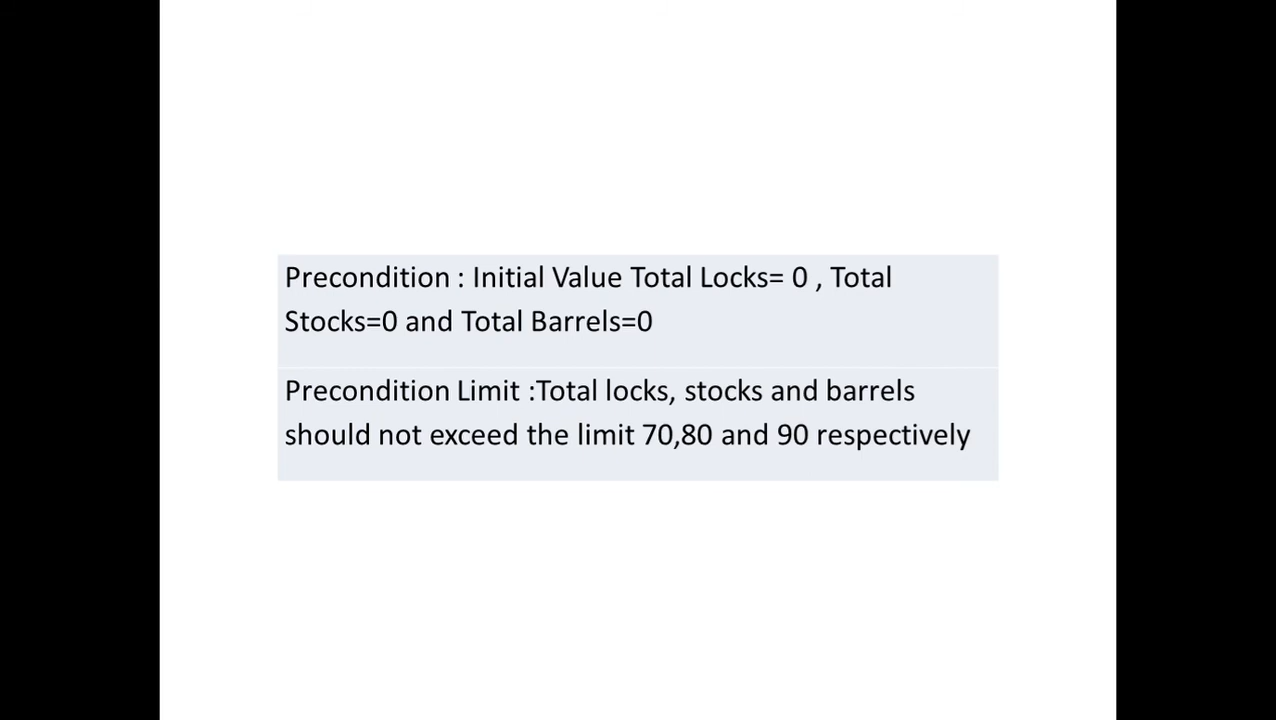 Precondition : Initial Value Total Locks= 0 , Total
Stocks=0 and Total Barrels=0
Precondition Limit :Total locks, stocks and barrels
should not exceed the limit 70,80 and 90 respectively